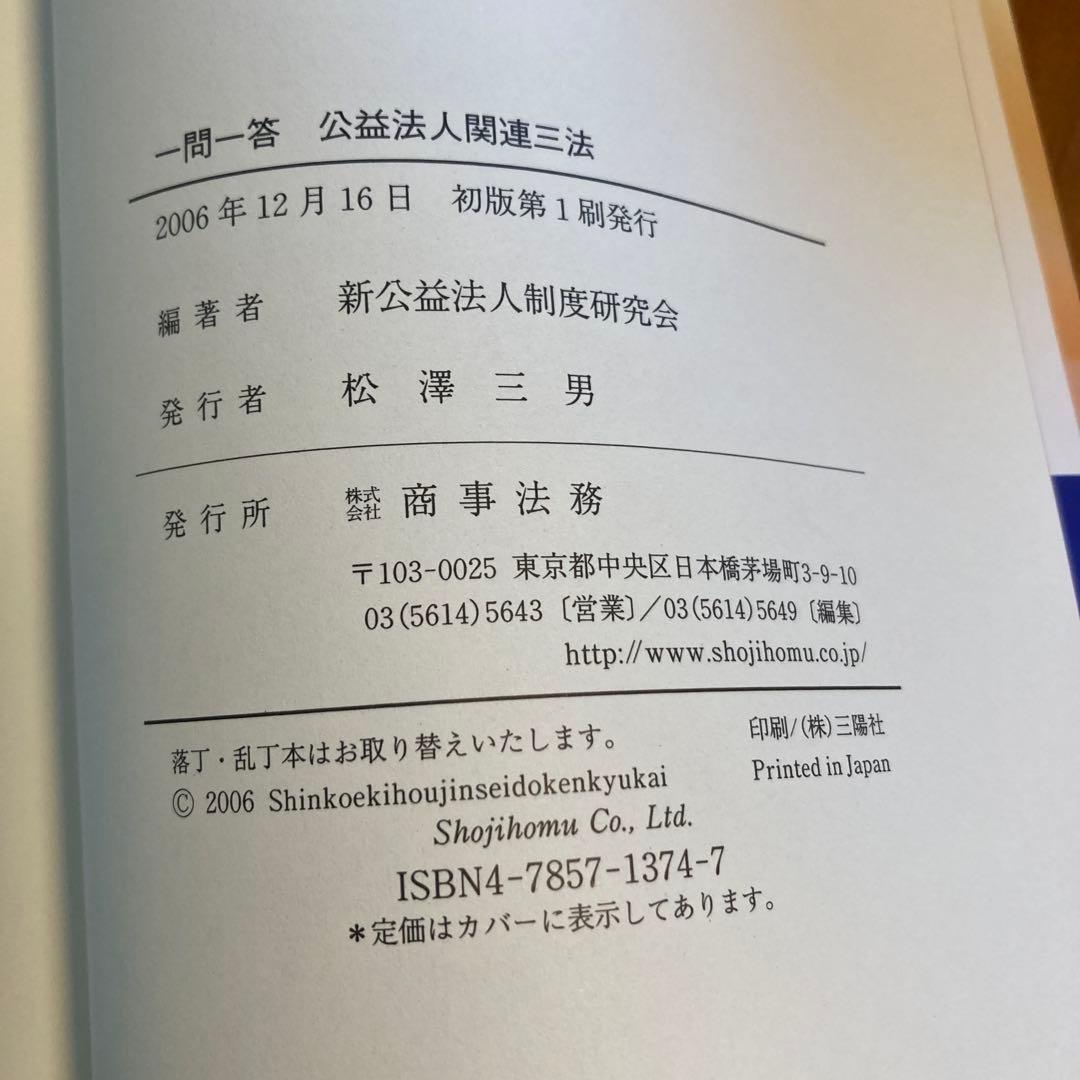 一問一答　公益法人関連三法
2006年12月16日　初版第1刷発行
編著者　新公益法人制度研究会
発行者　松澤三男
発行所　株式会社 商事法務
〒103-0025 東京都中央区日本橋茅場町3-9-10
03(5614)5643〔営業〕／03(5614)5649〔編集〕
http://www.shojihomu.co.jp/
落丁・乱丁本はお取り替えいたします。　印刷/(株)三陽社
© 2006 Shinkoekihoujinseidokenkyukai　Printed in Japan
Shojihomu Co., Ltd.
ISBN4-7857-1374-7
＊定価はカバーに表示してあります。